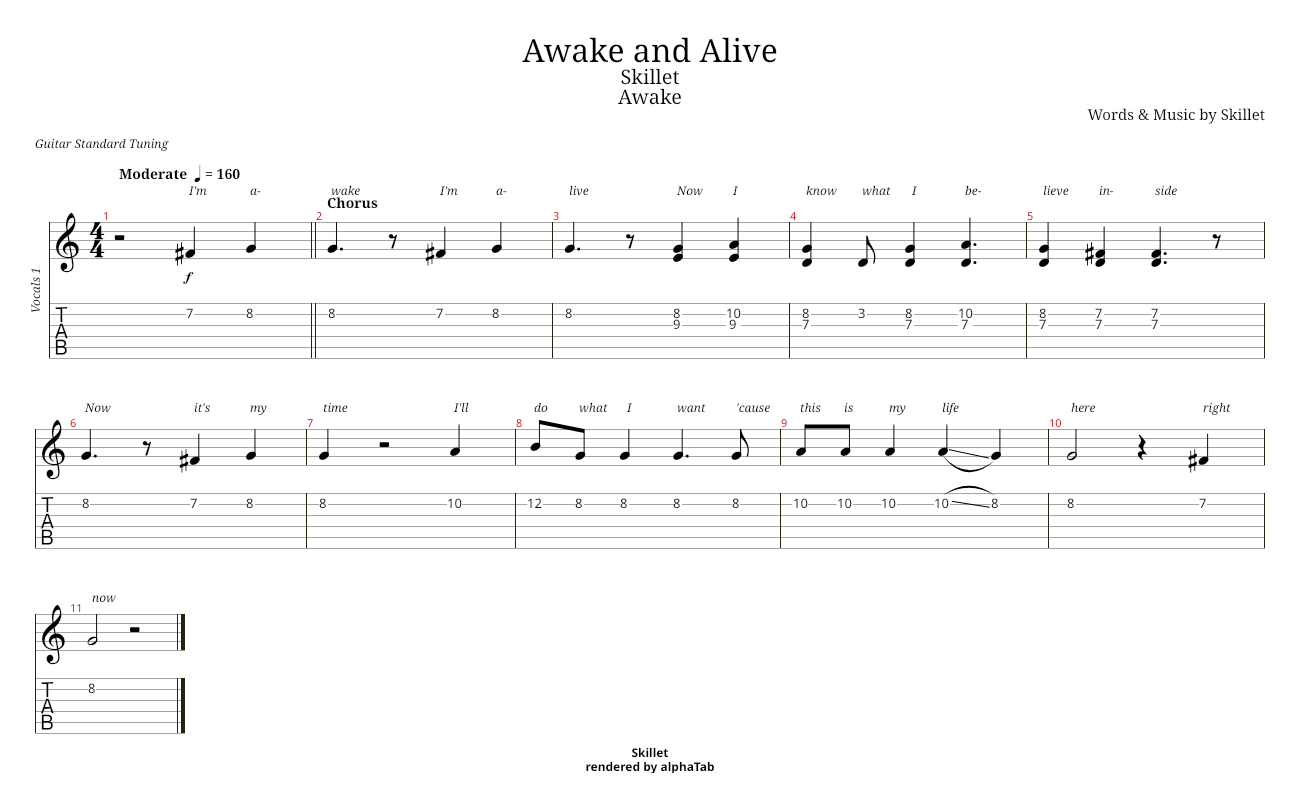 Awake and Alive
Skillet
Awake
Words & Music by Skillet
Guitar Standard Tuning
Moderate ♩ = 160
I'm a- wake I'm a- live Now I know what I be- lieve in- side
Chorus
1 2 3 4 5
4
4
f
Vocals 1
T 7 8 8 7 8 8 8 10 8 3 8 10 8 7 7
A 9 9 7 7 7 7 7 7
B
Now it's my time I'll do what I want 'cause this is my life here right
6 7 8 9 10
T 8 7 8 8 10 12 8 8 8 8 10 10 10 10 8 8 7
A
B
now
11
T 8
A
B
Skillet
rendered by alphaTab